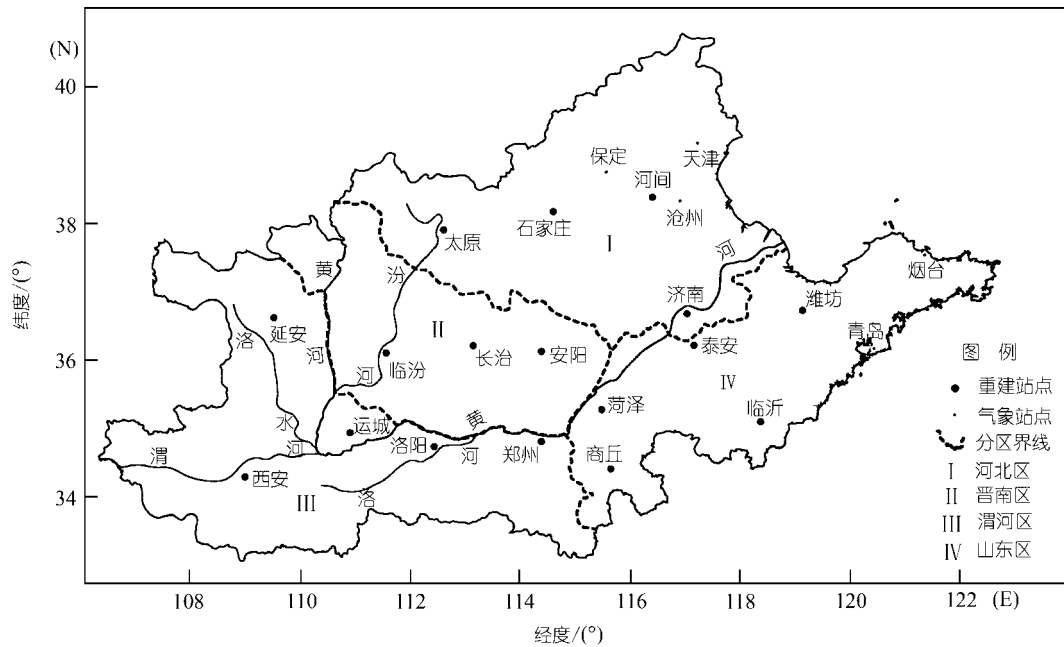 (N)
40
38
36
34
纬度/(°)
保定
天津
河间
沧州
石家庄
I
太原
黄
汾
河
烟台
济南
潍坊
延安
洛
II
青岛
河
临汾
长治
安阳
泰安
图 例
河
IV
重建站点
菏泽
临沂
气象站点
水
运城
黄
分区界线
渭
河
洛阳
河
郑州
商丘
I 河北区
西安
II 晋南区
III
洛
III 渭河区
IV 山东区
108
110
112
114
116
118
120
122
(E)
经度/(°)